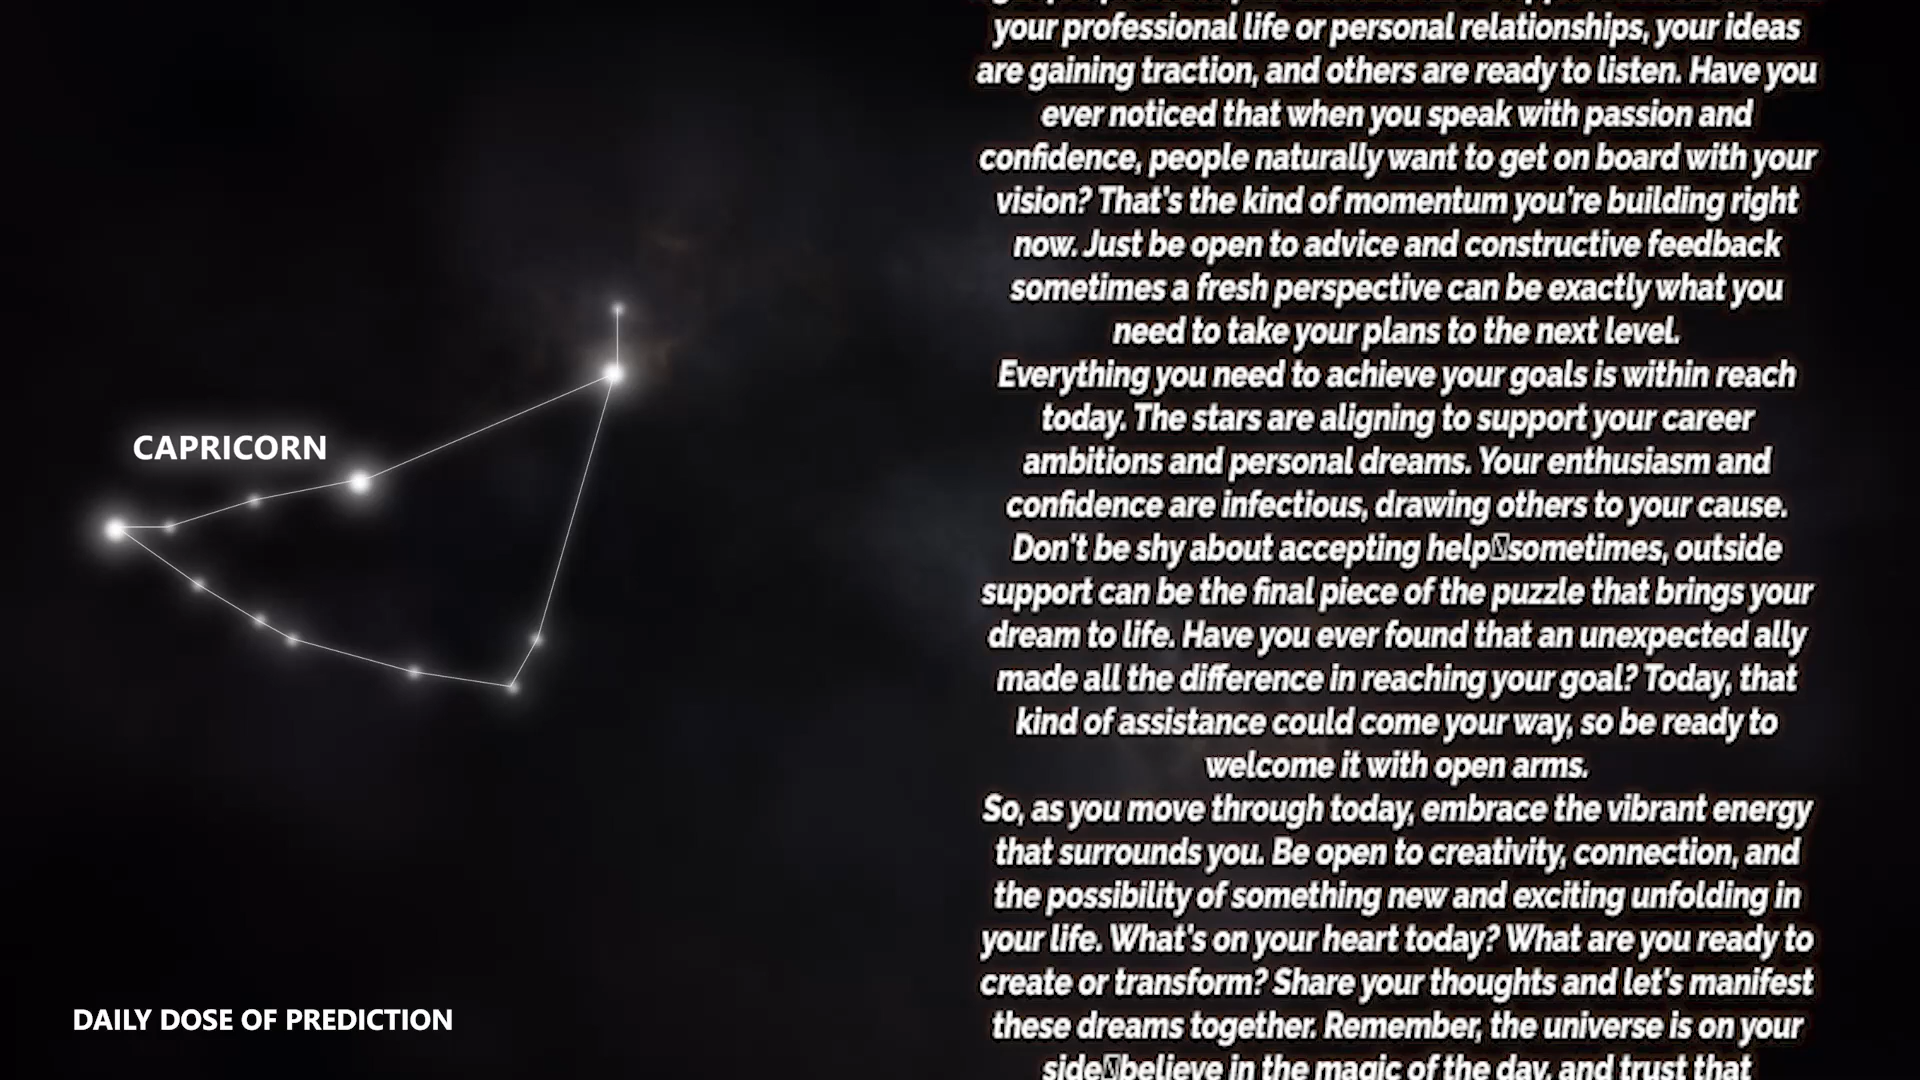 your professional life or personal relationships, your ideas
are gaining traction, and others are ready to listen. Have you
ever noticed that when you speak with passion and
confidence, people naturally want to get on board with your
vision? That's the kind of momentum you're building right
now. Just be open to advice and constructive feedback
sometimes a fresh perspective can be exactly what you
need to take your plans to the next level.
Everything you need to achieve your goals is within reach
today. The stars are aligning to support your career
ambitions and personal dreams. Your enthusiasm and
confidence are infectious, drawing others to your cause.
Don't be shy about accepting help sometimes, outside
support can be the final piece of the puzzle that brings your
dream to life. Have you ever found that an unexpected ally
made all the difference in reaching your goal? Today, that
kind of assistance could come your way, so be ready to
welcome it with open arms.
So, as you move through today, embrace the vibrant energy
that surrounds you. Be open to creativity, connection, and
the possibility of something new and exciting unfolding in
your life. What's on your heart today? What are you ready to
create or transform? Share your thoughts and let's manifest
these dreams together. Remember, the universe is on your
side believe in the magic of the day, and trust that
CAPRICORN
DAILY DOSE OF PREDICTION